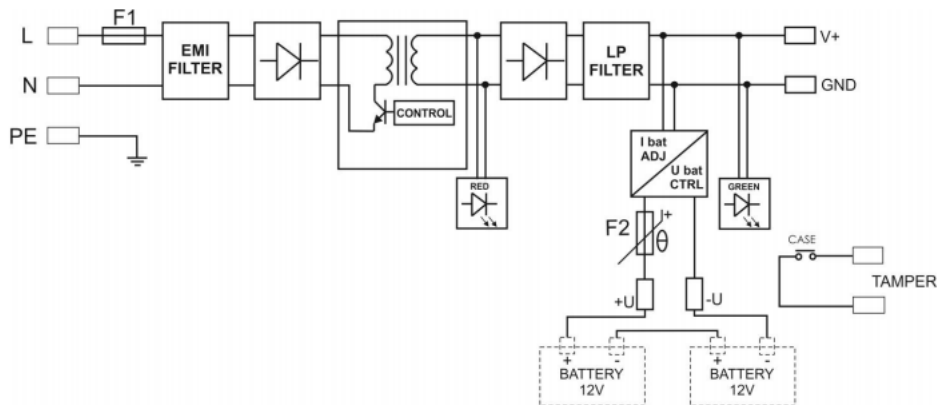 F1
L
EMI
FILTER
LP
FILTER
V+
N
CONTROL
GND
PE
I bat
ADJ
U bat
CTRL
RED
GREEN
F2
I+
θ
CASE
TAMPER
+U
-U
+ -
+ -
BATTERY
12V
BATTERY
12V